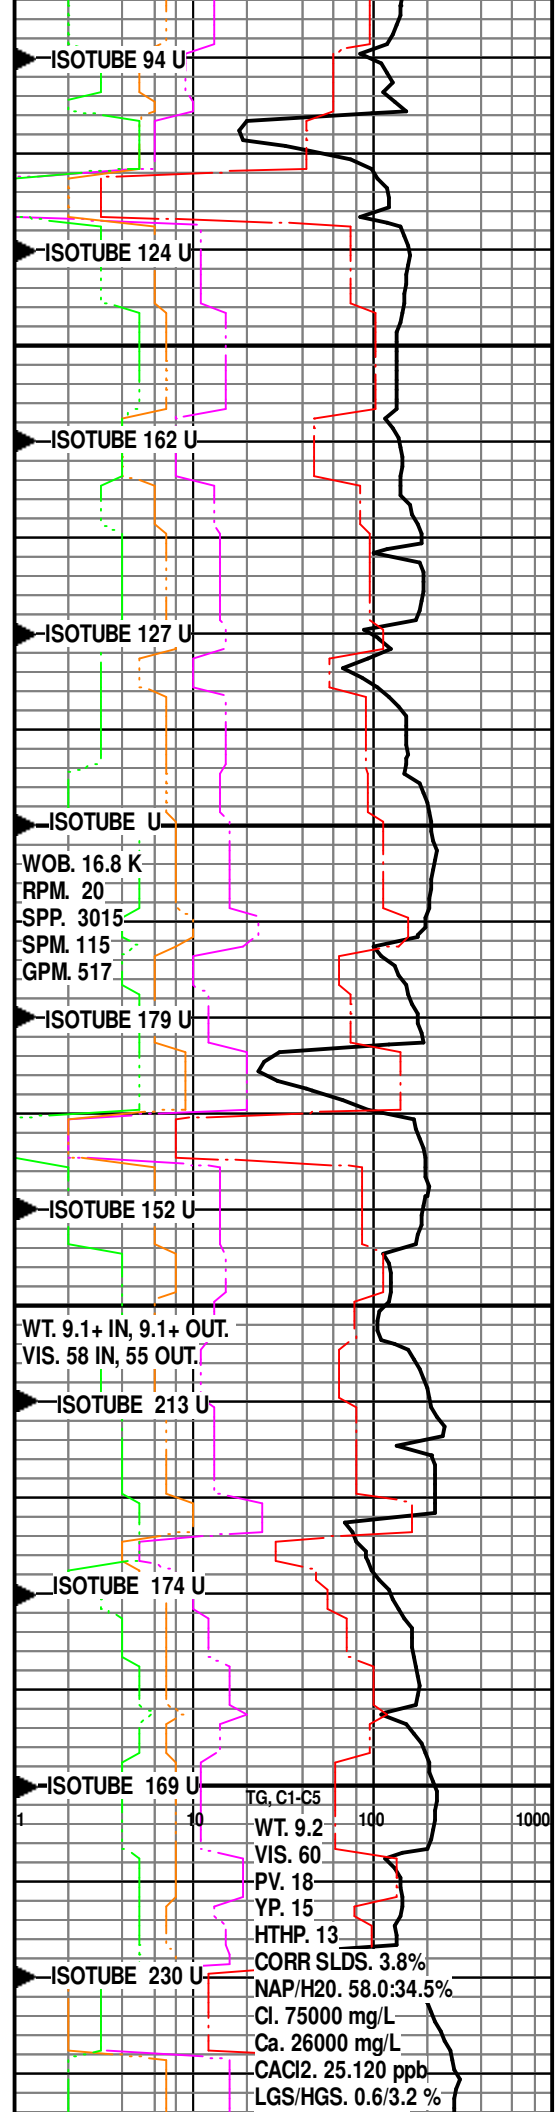 ISOTUBE 94 U
ISOTUBE 124 U
ISOTUBE 162 U
ISOTUBE 127 U
ISOTUBE U
WOB. 16.8 K
RPM. 20
SPP. 3015
SPM. 115
GPM. 517
ISOTUBE 179 U
ISOTUBE 152 U
WT. 9.1+ IN, 9.1+ OUT.
VIS. 58 IN, 55 OUT.
ISOTUBE 213 U
ISOTUBE 174 U
ISOTUBE 169 U
TG, C1-C5
1 10 100 1000
WT. 9.2
VIS. 60
PV. 18
YP. 15
HTHP. 13
CORR SLDS. 3.8%
ISOTUBE 230 U
NAP/H20. 58.0:34.5%
Cl. 75000 mg/L
Ca. 26000 mg/L
CACl2. 25.120 ppb
LGS/HGS. 0.6/3.2 %